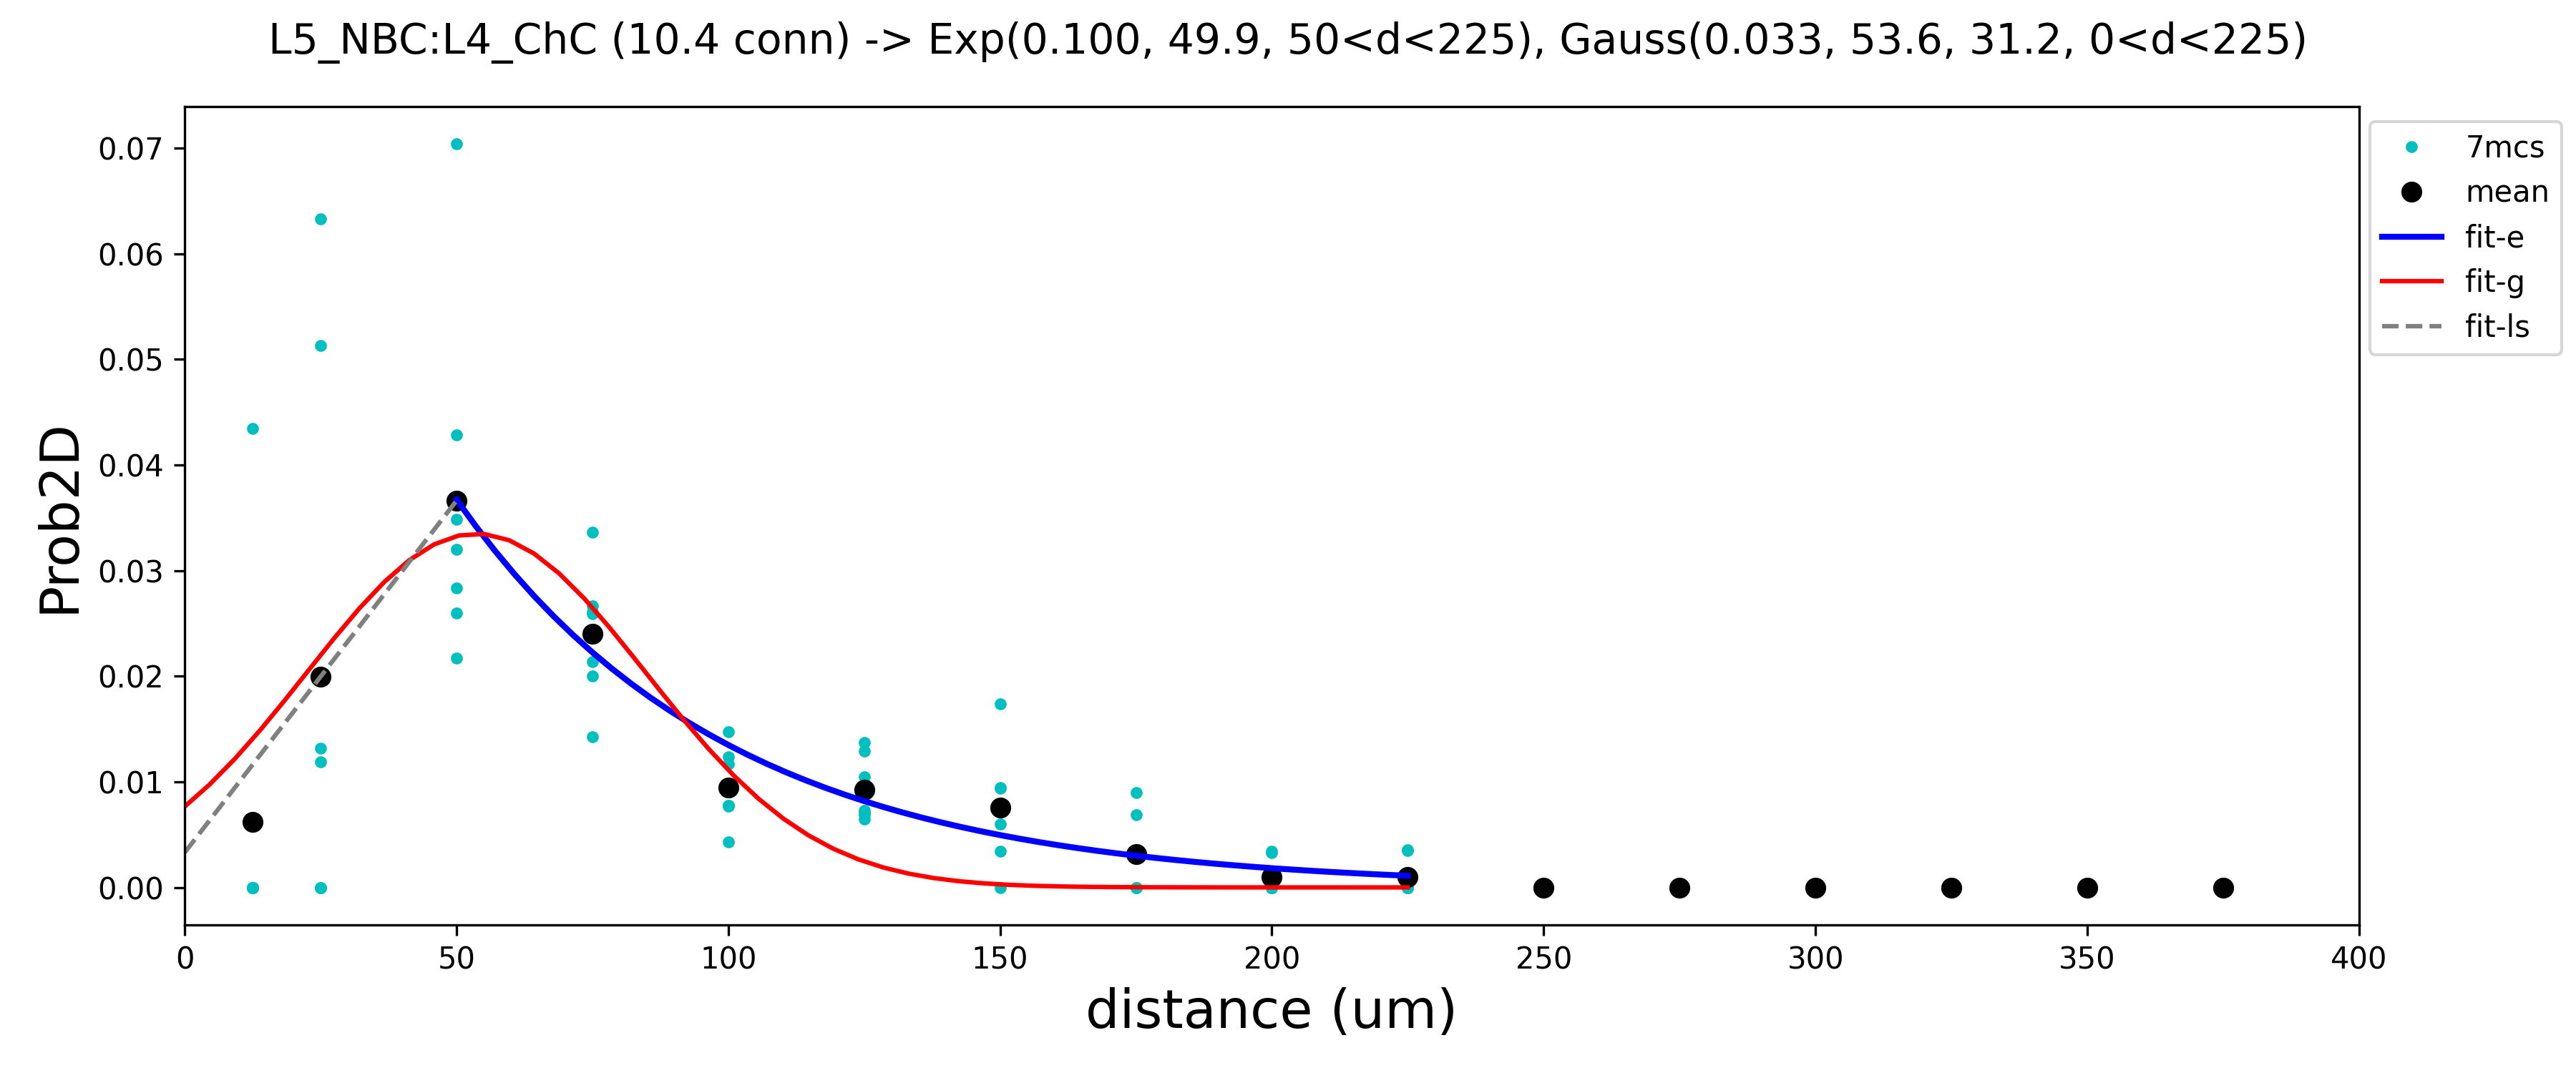 L5_NBC:L4_ChC (10.4 conn) -> Exp(0.100, 49.9, 50<d<225), Gauss(0.033, 53.6, 31.2, 0<d<225)
0.07
0.06
0.05
0.04
0.03
0.02
0.01
0.00
Prob2D
0 50 100 150 200 250 300 350 400
distance (um)
7mcs
mean
fit-e
fit-g
fit-ls